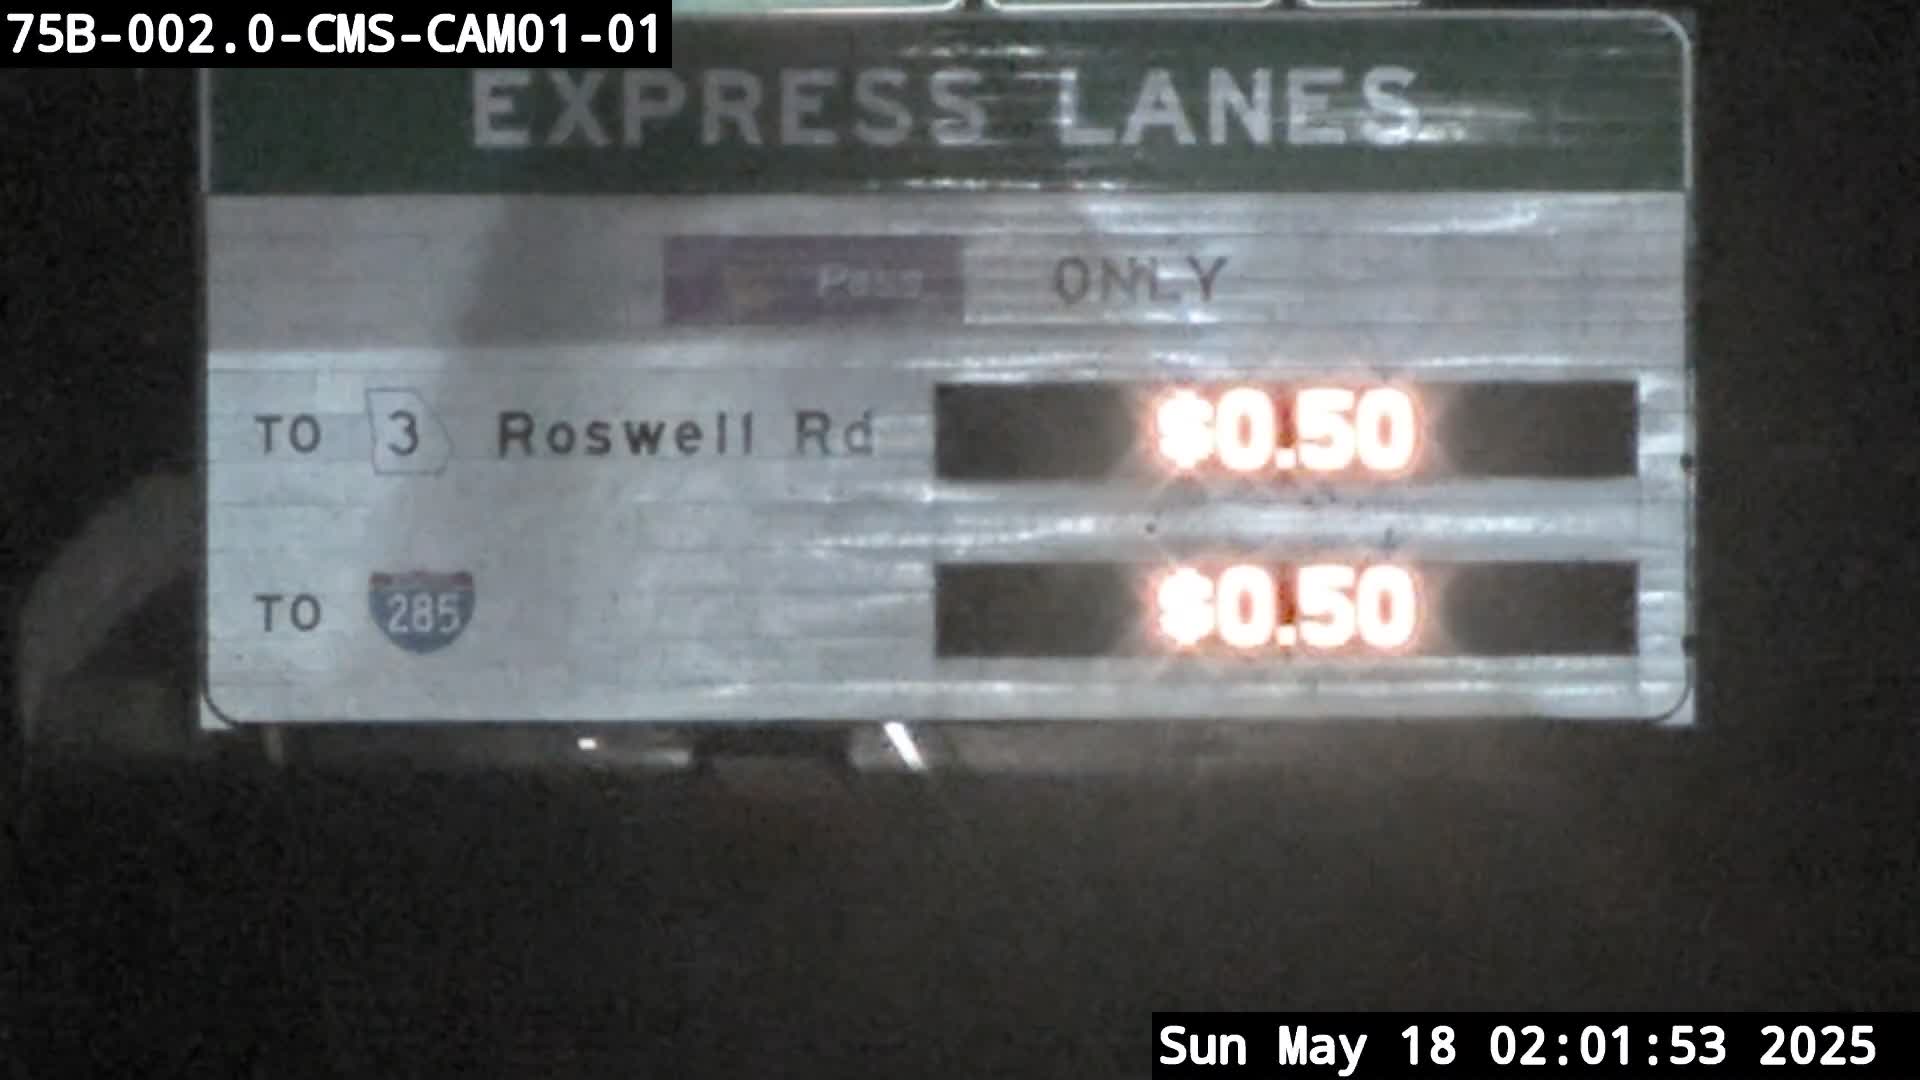 75B-002.0-CMS-CAM01-01
EXPRESS LANES
Pass ONLY
TO 3 Roswell Rd $0.50
TO 285 $0.50
Sun May 18 02:01:53 2025